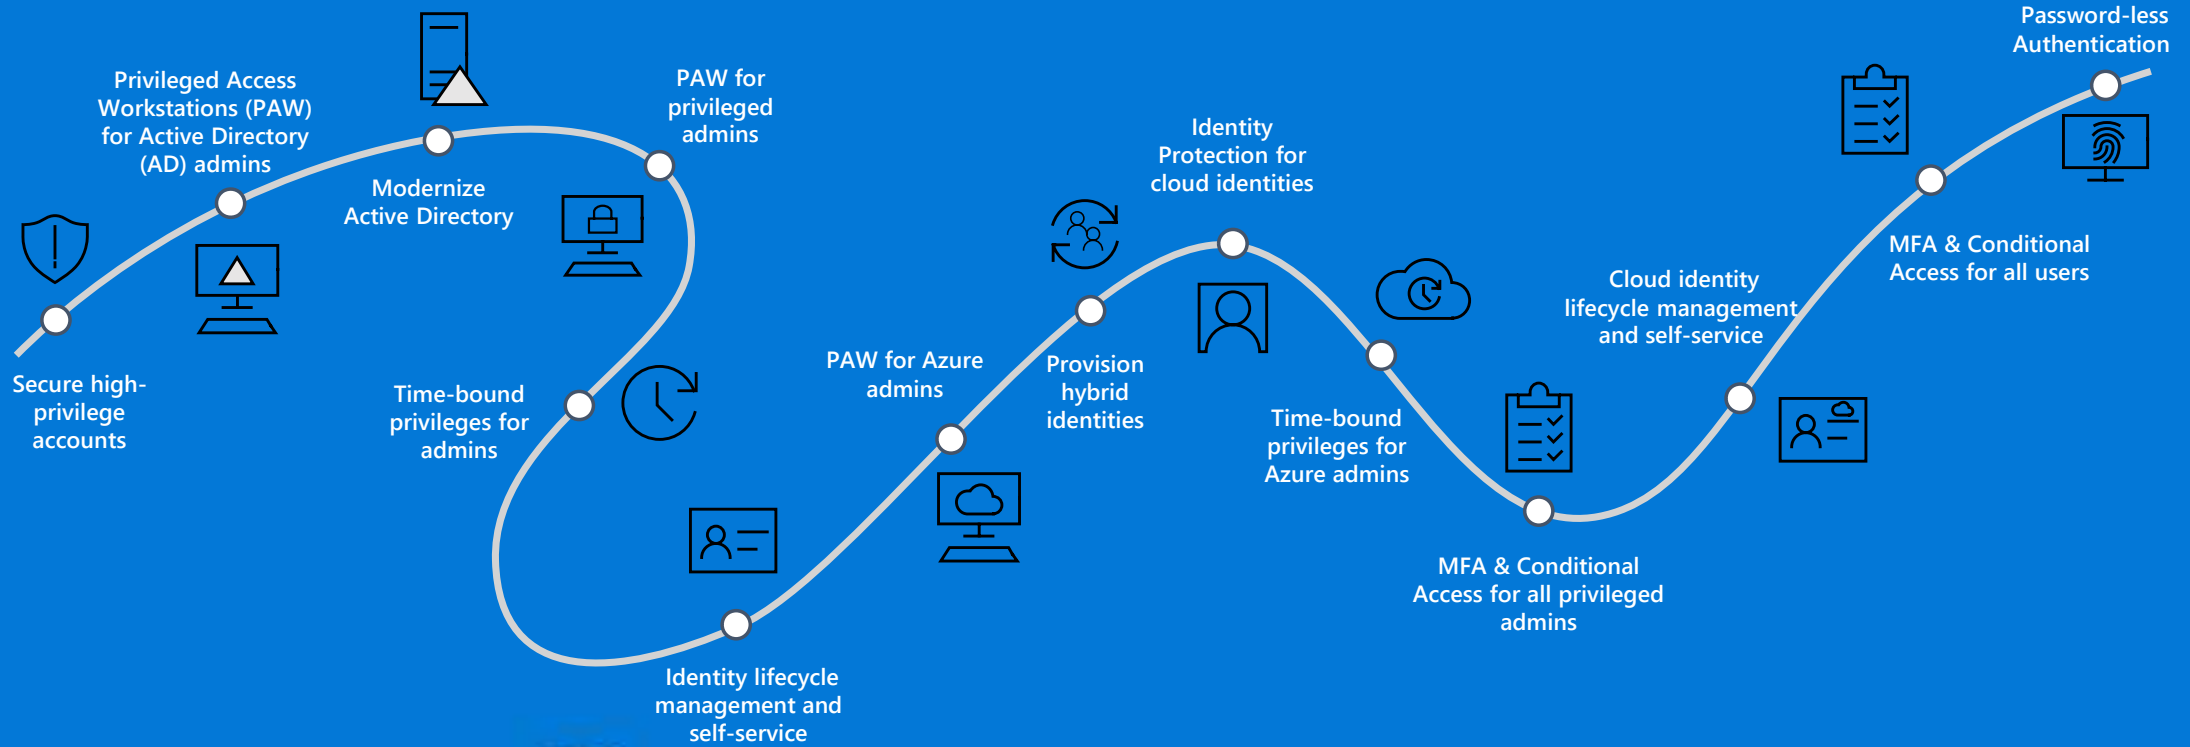 Secure high-
privilege
accounts
Privileged Access
Workstations (PAW)
for Active Directory
(AD) admins
Modernize
Active Directory
PAW for
privileged
admins
Time-bound
privileges for
admins
Identity lifecycle
management and
self-service
PAW for Azure
admins
Provision
hybrid
identities
Identity
Protection for
cloud identities
Time-bound
privileges for
Azure admins
MFA & Conditional
Access for all privileged
admins
Cloud identity
lifecycle management
and self-service
MFA & Conditional
Access for all users
Password-less
Authentication